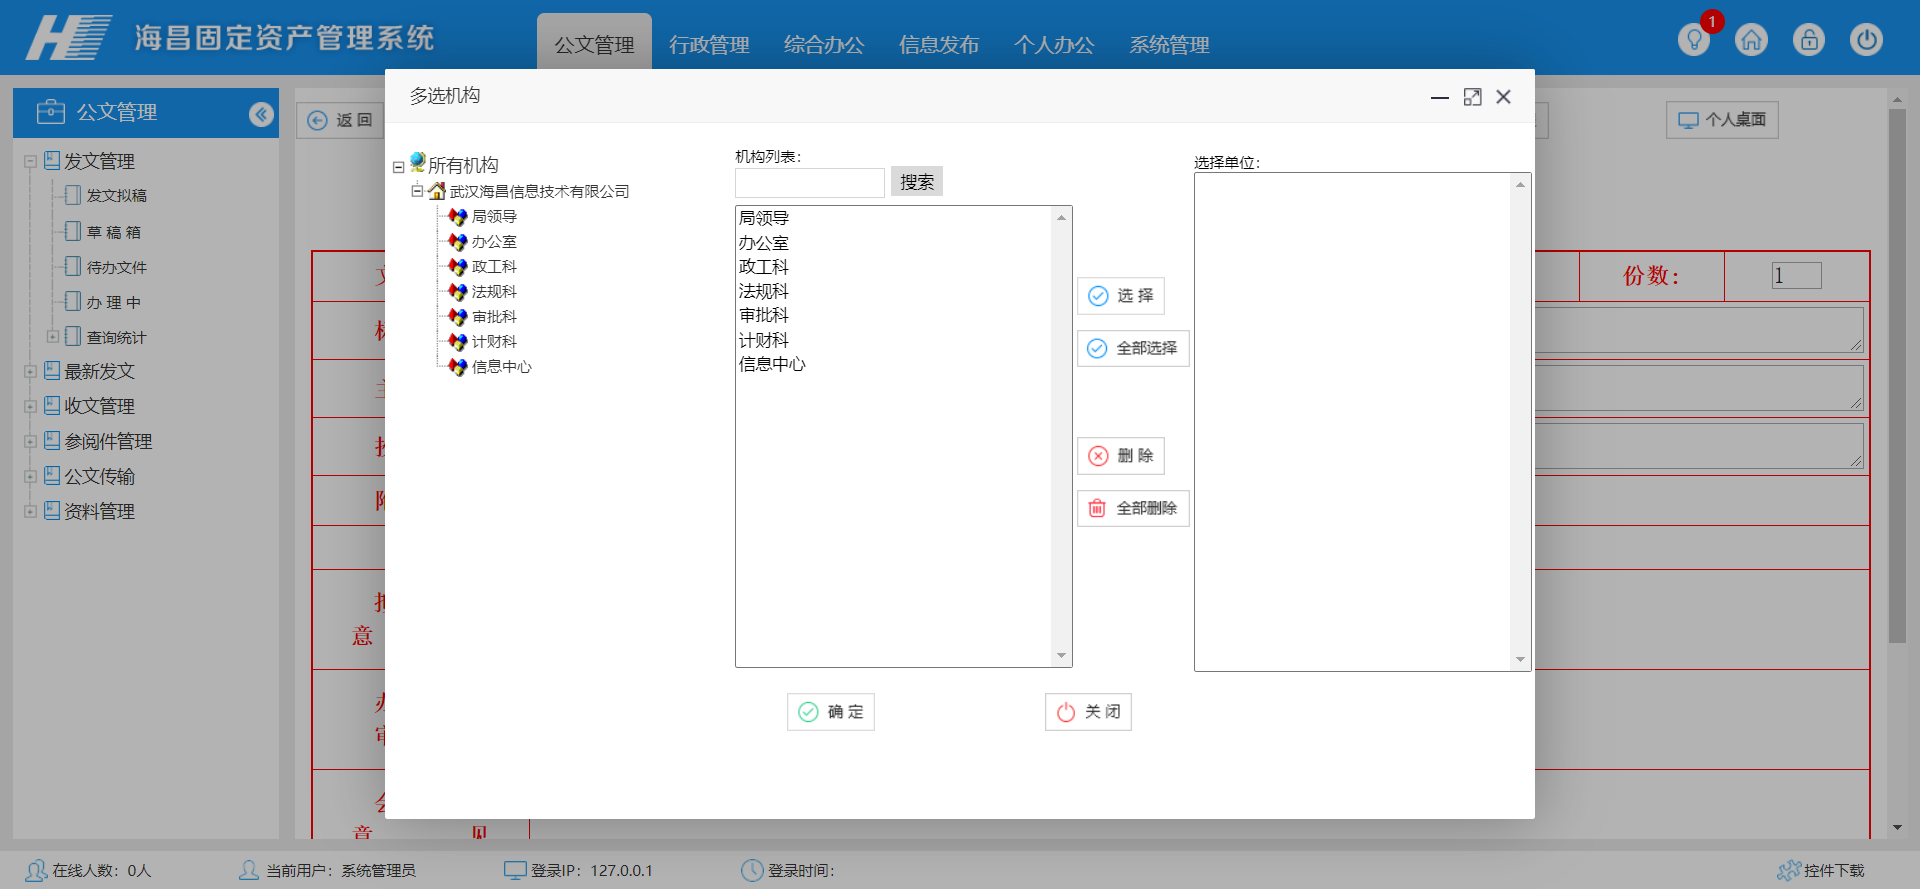 海昌固定资产管理系统
公文管理
行政管理
综合办公
信息发布
个人办公
系统管理
1
公文管理
返 回
个人桌面
发文管理
发文拟稿
草 稿 箱
待办文件
办 理 中
查询统计
最新发文
收文管理
参阅件管理
公文传输
资料管理
多选机构
所有机构
武汉海昌信息技术有限公司
局领导
办公室
政工科
法规科
审批科
计财科
信息中心
机构列表:
搜索
局领导
办公室
政工科
法规科
审批科
计财科
信息中心
选 择
全部选择
删 除
全部删除
选择单位:
确 定
关 闭
份数:
1
意
意 见
在线人数: 0人
当前用户: 系统管理员
登录IP: 127.0.0.1
登录时间:
控件下载